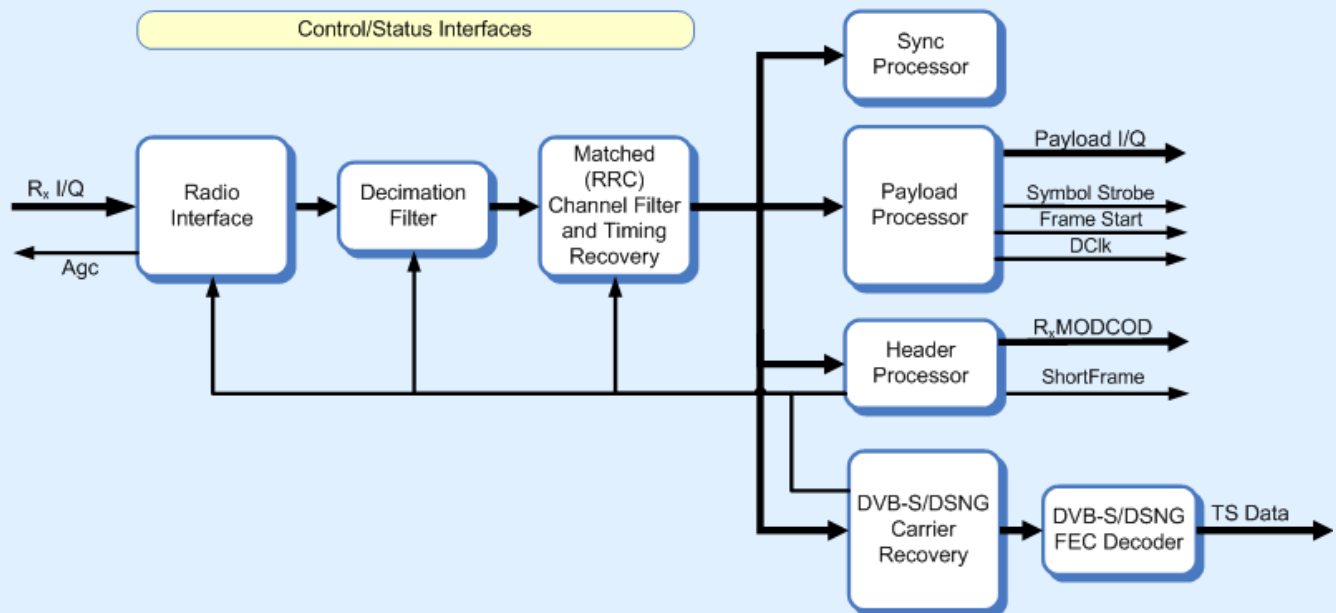 Control/Status Interfaces
Sync
Processor
Rₓ I/Q
Agc
Radio
Interface
Decimation
Filter
Matched
(RRC)
Channel Filter
and Timing
Recovery
Payload
Processor
Payload I/Q
Symbol Strobe
Frame Start
DClk
Header
Processor
RₓMODCOD
ShortFrame
DVB-S/DSNG
Carrier
Recovery
DVB-S/DSNG
FEC Decoder
TS Data